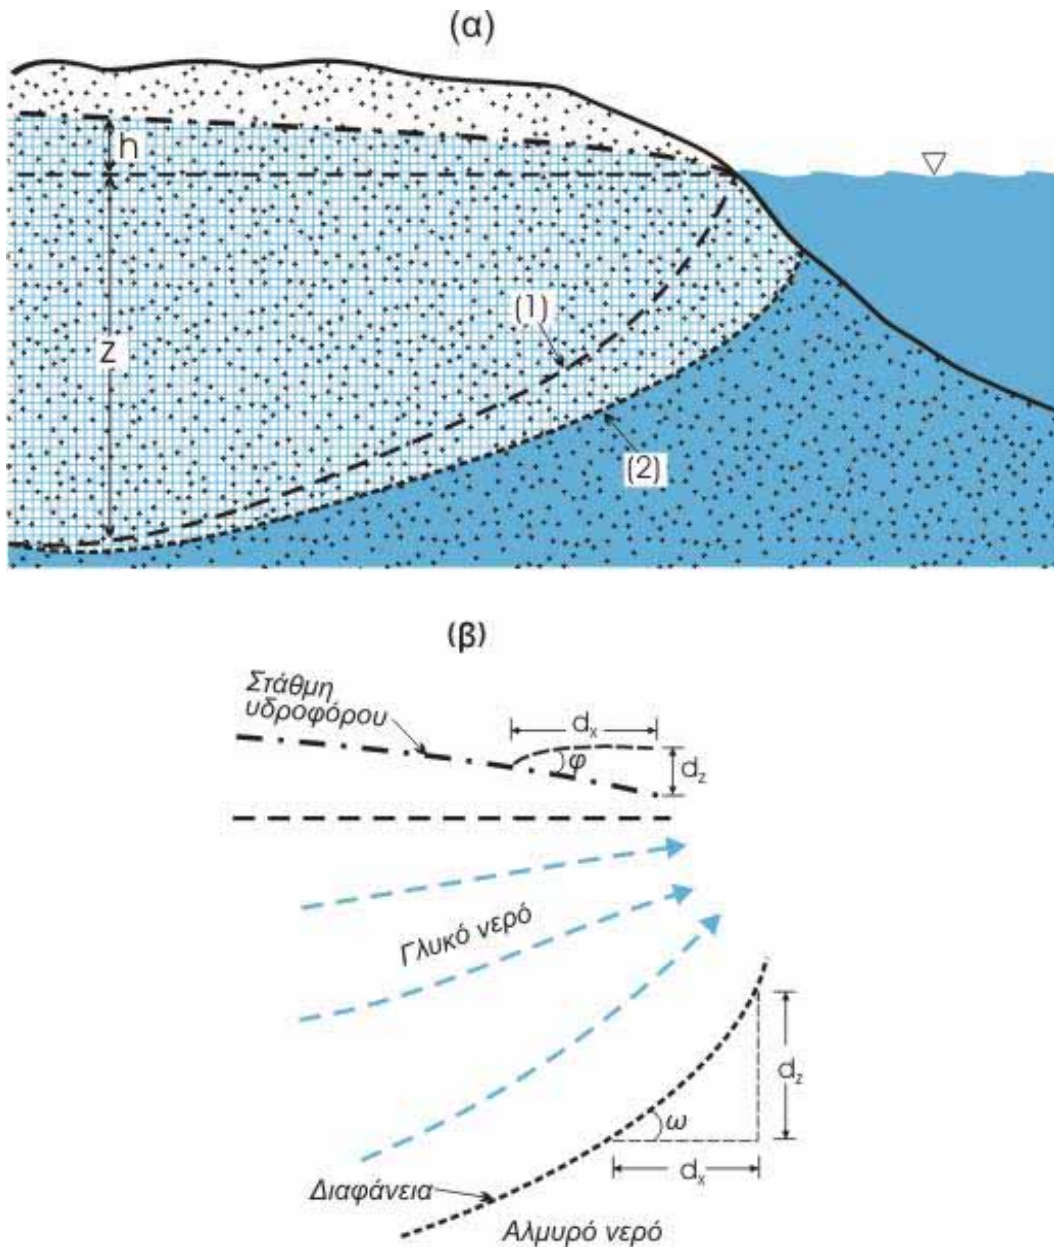 (α)
h
z
(1)
(2)
(β)
Στάθμη
υδροφόρου
dx
φ
dz
Γλυκό νερό
dz
ω
dx
Διαφάνεια
Αλμυρό νερό